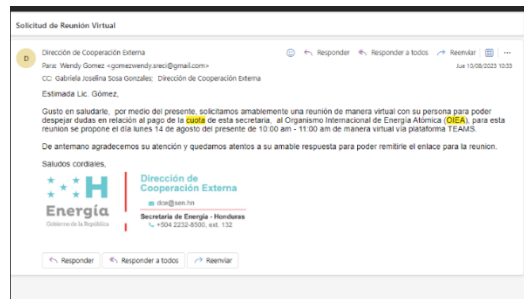 Solicitud de Reunión Virtual
D
Dirección de Cooperación Externa
Responder
Responder a todos
Reenviar
Para: Wendy Gomez <gomezwendy.sreci@gmail.com>
Jue 10/08/2023 10:33
CC: Gabriela Joselina Sosa Gonzales; Dirección de Cooperación Externa
Estimada Lic. Gómez,
Gusto en saludarle, por medio del presente, solicitamos amablemente una reunión de manera virtual con su persona para poder
despejar dudas en relación al pago de la cuota de esta secretaria, al Organismo Internacional de Energía Atómica (OIEA), para esta
reunión se propone el día lunes 14 de agosto del presente de 10:00 am - 11:00 am de manera virtual vía plataforma TEAMS.
De antemano agradecemos su atención y quedamos atentos a su amable respuesta para poder remitirle el enlace para la reunion.
Saludos cordiales,
H
Energía
Gobierno de la República
Dirección de
Cooperación Externa
dce@sen.hn
Secretaría de Energía - Honduras
+504 2232-8500, ext. 132
Responder
Responder a todos
Reenviar